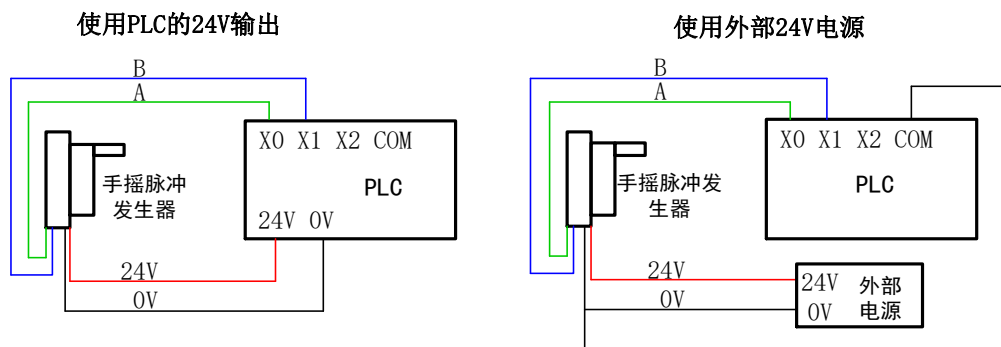 使用PLC的24V输出
B
A
X0 X1 X2 COM
PLC
手摇脉冲
发生器
24V 0V
24V
0V
使用外部24V电源
B
A
X0 X1 X2 COM
PLC
手摇脉冲发
生器
24V
0V
24V 外部
0V 电源